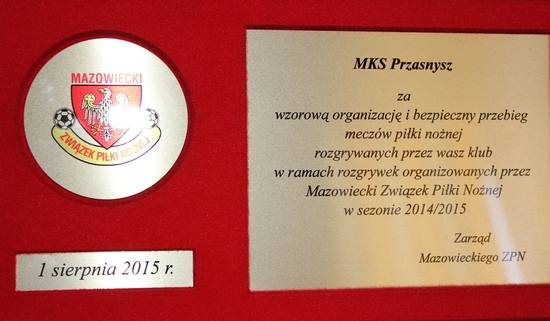 MAZOWIECKI
ZWIĄZEK PIŁKI NOŻNEJ
1 sierpnia 2015 r.
MKS Przasnysz
za
wzorową organizację i bezpieczny przebieg
meczów piłki nożnej
rozgrywanych przez wasz klub
w ramach rozgrywek organizowanych przez
Mazowiecki Związek Piłki Nożnej
w sezonie 2014/2015
Zarząd
Mazowieckiego ZPN